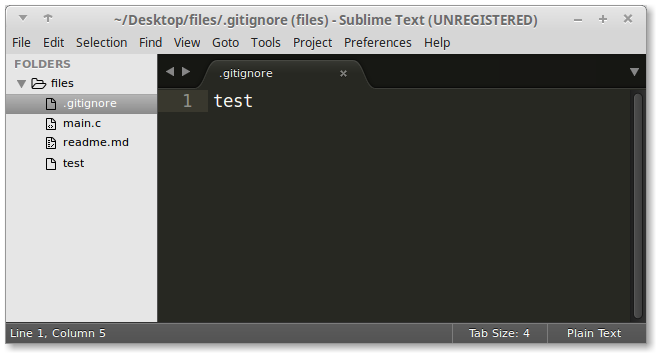 ~/Desktop/files/.gitignore (files) - Sublime Text (UNREGISTERED)
File Edit Selection Find View Goto Tools Project Preferences Help
FOLDERS
files
.gitignore
main.c
readme.md
test
.gitignore
1 test
Line 1, Column 5 Tab Size: 4 Plain Text